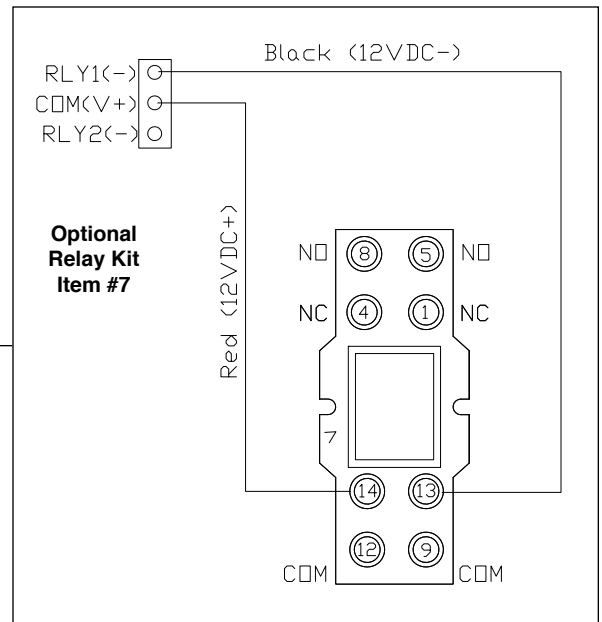 Black (12VDC-)
RLY1(-)
COM(V+)
RLY2(-)
Optional
Relay Kit
Item #7
Red (12VDC+)
NO 8 5 NO
NC 4 1 NC
7
14 13
12 9
COM COM